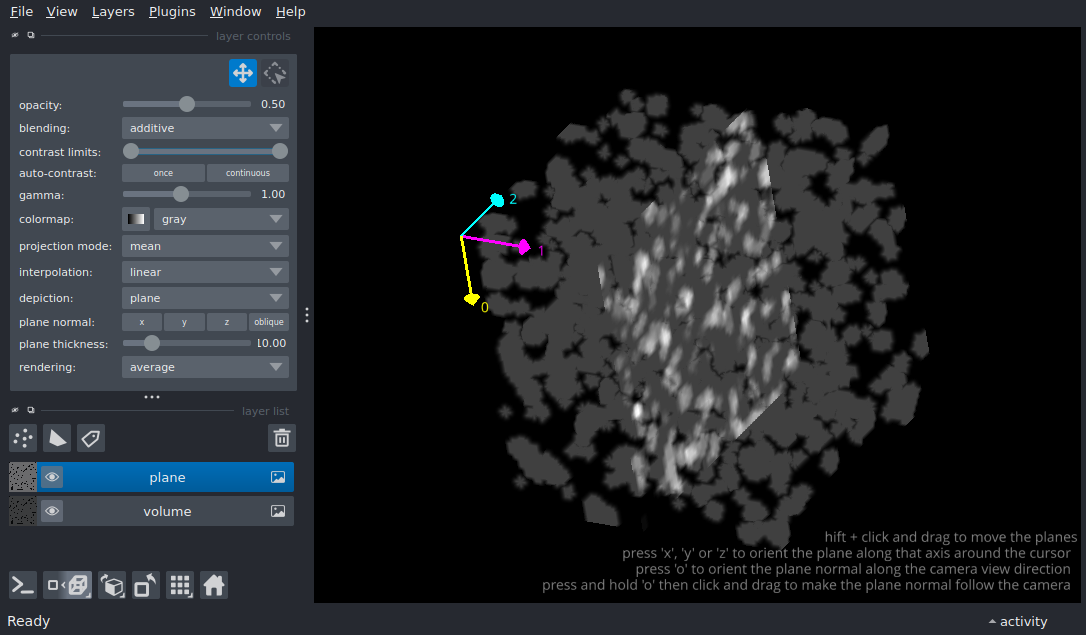 File View Layers Plugins Window Help
layer controls
opacity: 0.50
blending: additive
contrast limits:
auto-contrast: once continuous
gamma: 1.00
colormap: gray
projection mode: mean
interpolation: linear
depiction: plane
plane normal: x y z oblique
plane thickness: 10.00
rendering: average
layer list
plane
volume
2
1
0
hift + click and drag to move the planes
press 'x', 'y' or 'z' to orient the plane along that axis around the cursor
press 'o' to orient the plane normal along the camera view direction
press and hold 'o' then click and drag to make the plane normal follow the camera
Ready
activity